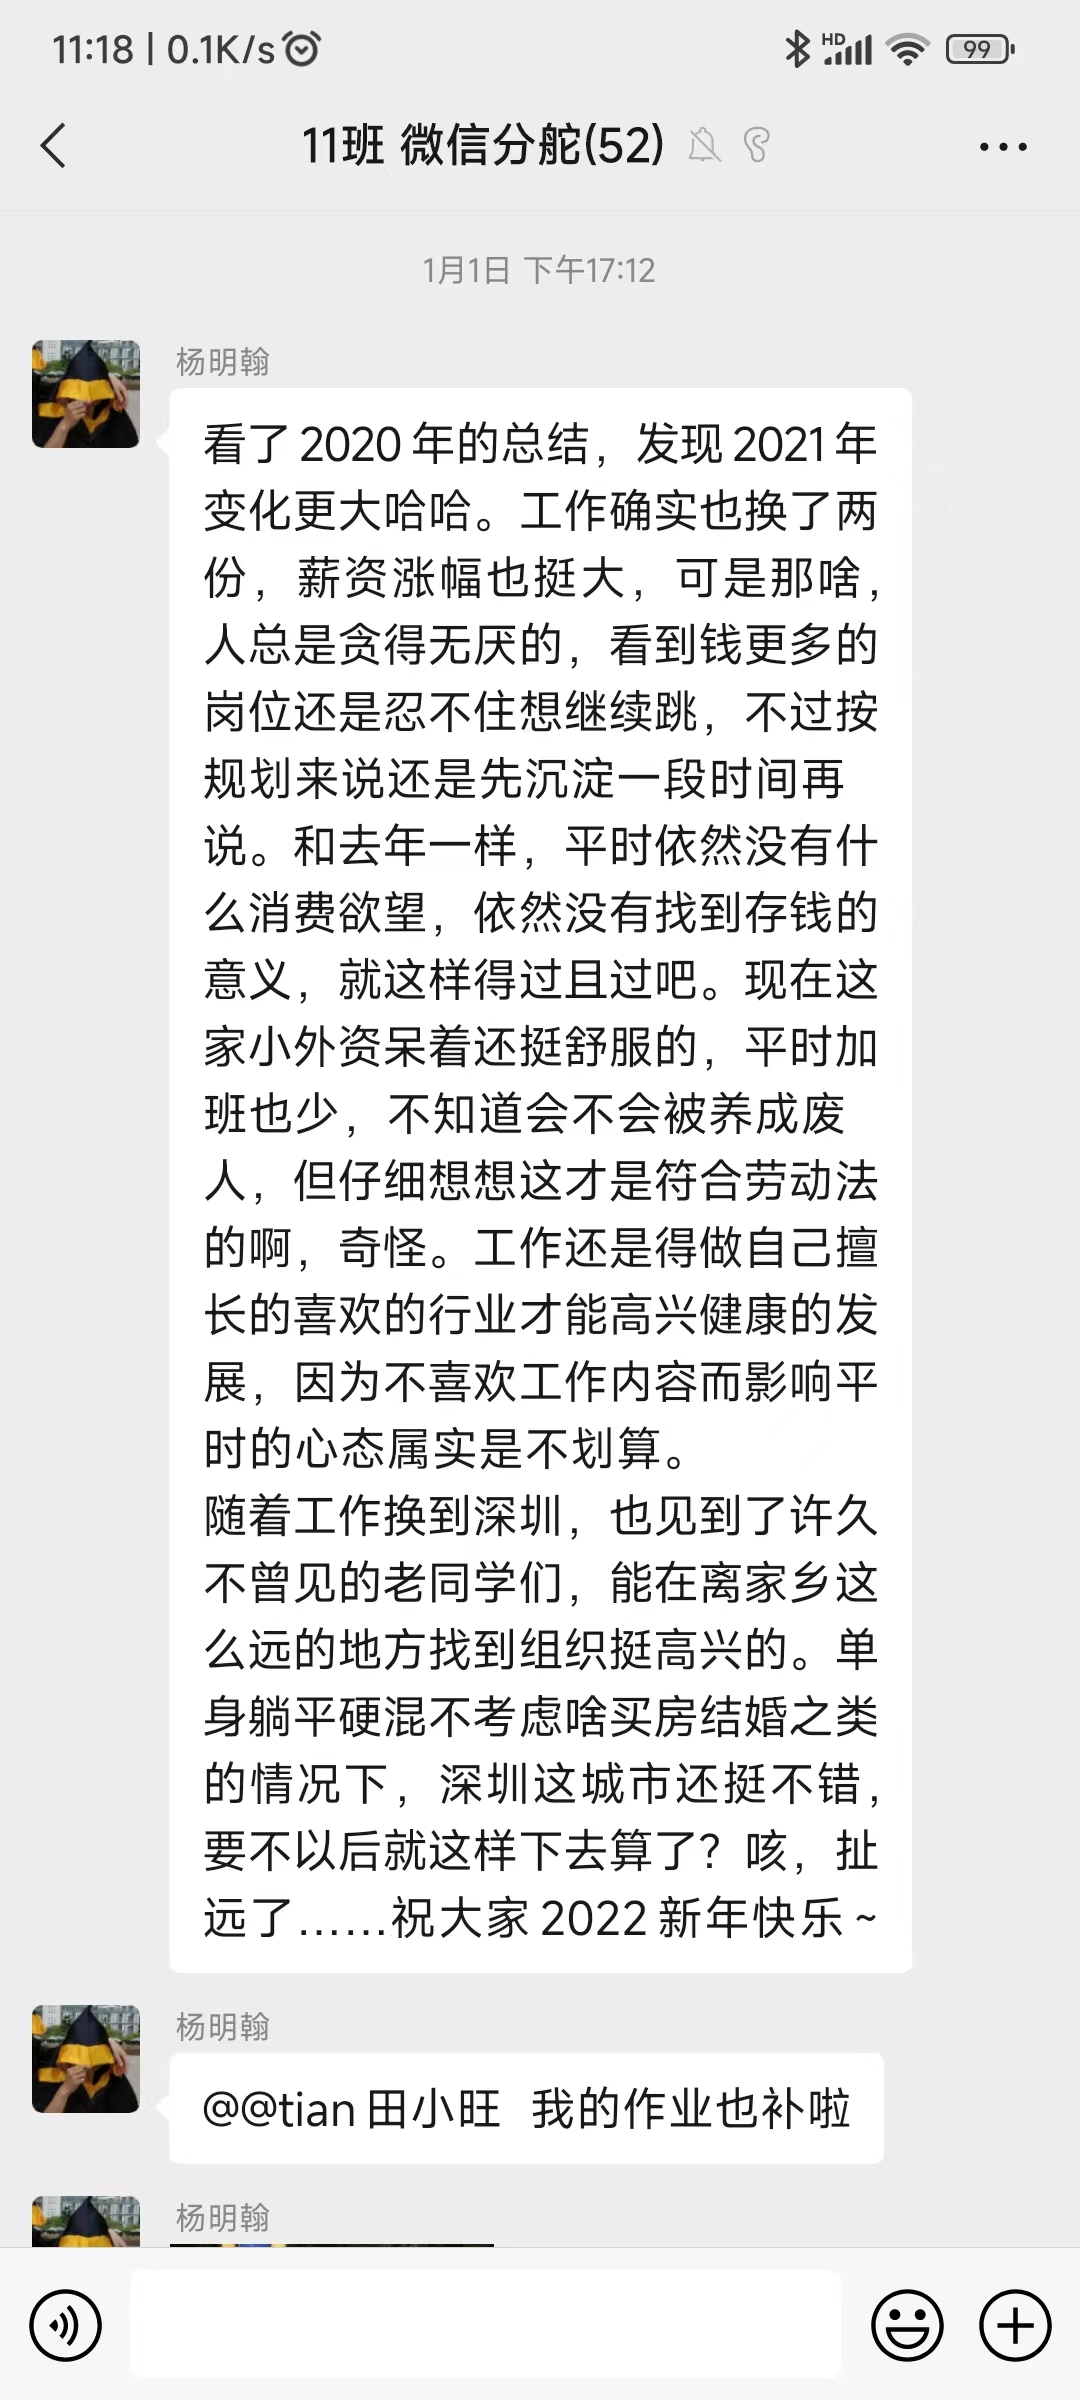 11:18 | 0.1K/s
HD
99
11班 微信分舵(52)
1月1日 下午17:12
杨明翰
看了2020年的总结，发现2021年
变化更大哈哈。工作确实也换了两
份，薪资涨幅也挺大，可是那啥，
人总是贪得无厌的，看到钱更多的
岗位还是忍不住想继续跳，不过按
规划来说还是先沉淀一段时间再
说。和去年一样，平时依然没有什
么消费欲望，依然没有找到存钱的
意义，就这样得过且过吧。现在这
家小外资呆着还挺舒服的，平时加
班也少，不知道会不会被养成废
人，但仔细想想这才是符合劳动法
的啊，奇怪。工作还是得做自己擅
长的喜欢的行业才能高兴健康的发
展，因为不喜欢工作内容而影响平
时的心态属实是不划算。
随着工作换到深圳，也见到了许久
不曾见的老同学们，能在离家乡这
么远的地方找到组织挺高兴的。单
身躺平硬混不考虑啥买房结婚之类
的情况下，深圳这城市还挺不错，
要不以后就这样下去算了？咳，扯
远了……祝大家2022新年快乐~
杨明翰
@@tian田小旺 我的作业也补啦
杨明翰